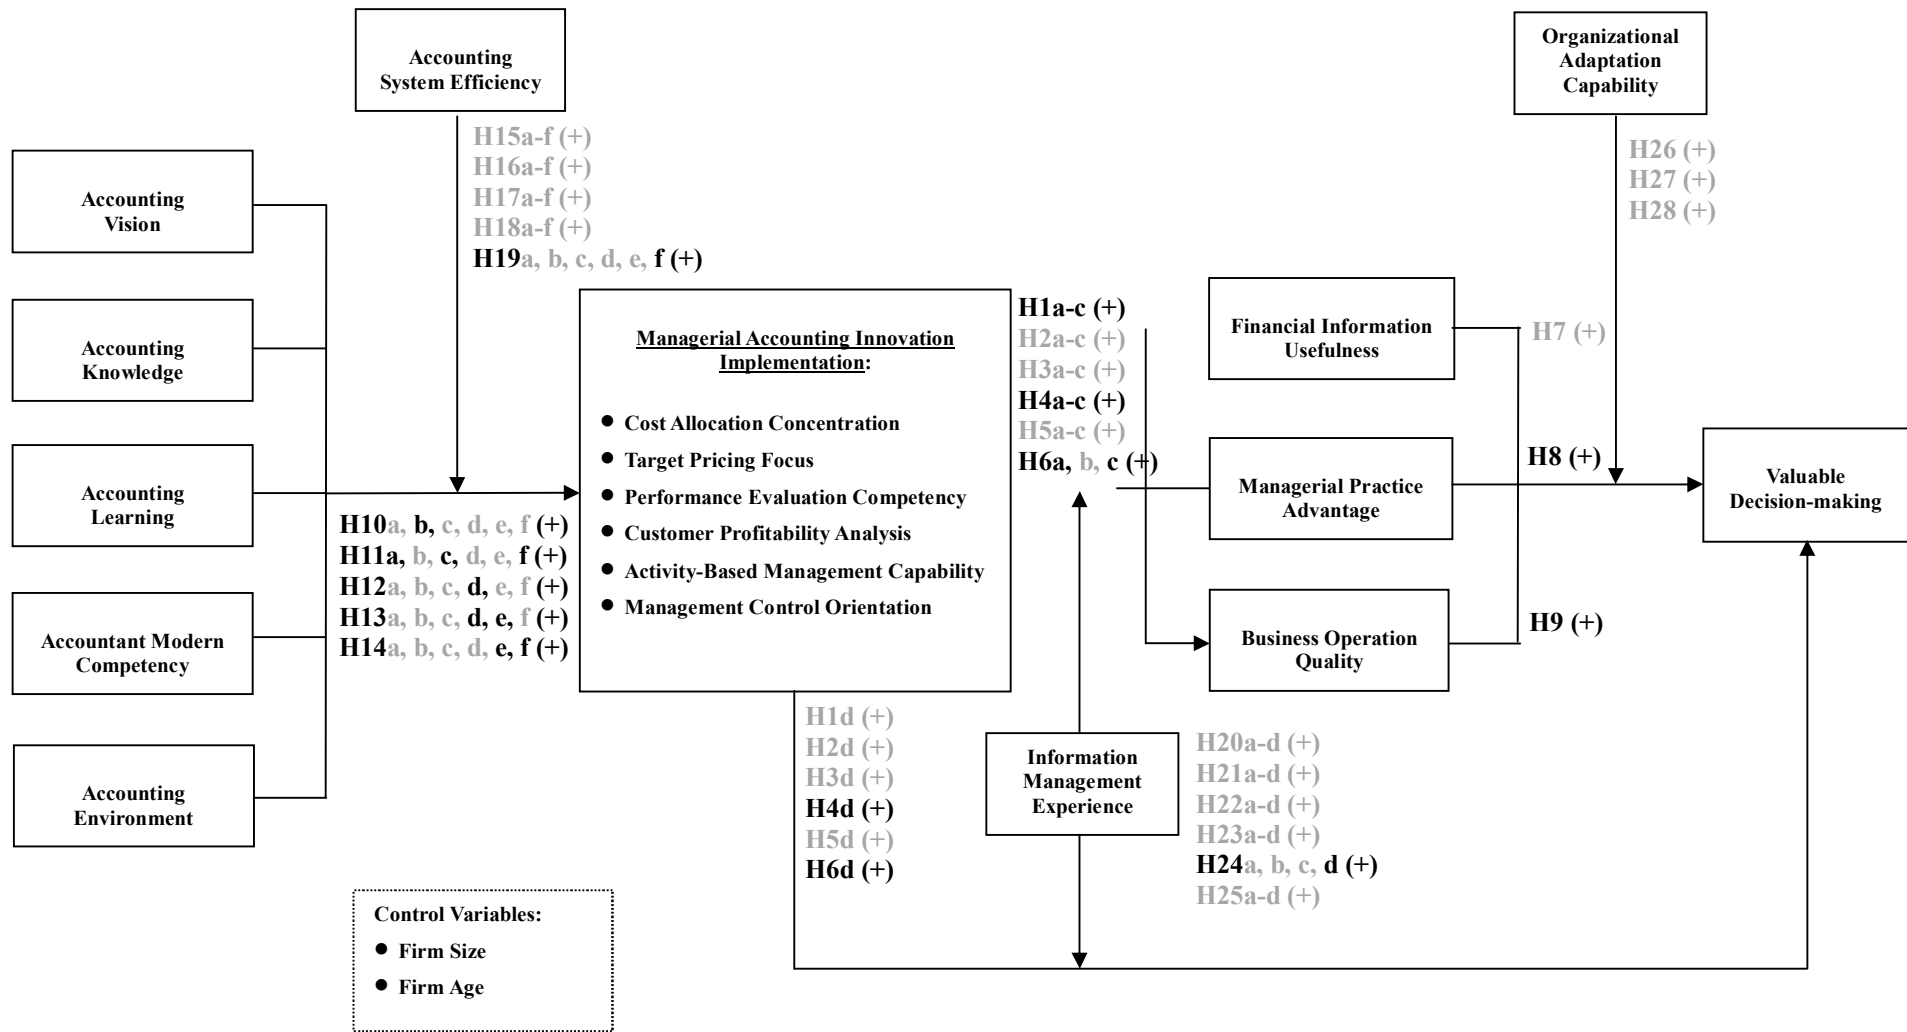 Accounting
System Efficiency
Organizational
Adaptation
Capability
H15a-f (+)
H16a-f (+)
H17a-f (+)
H18a-f (+)
H19a, b, c, d, e, f (+)
H26 (+)
H27 (+)
H28 (+)
Accounting
Vision
Accounting
Knowledge
Accounting
Learning
Accountant Modern
Competency
Accounting
Environment
H10a, b, c, d, e, f (+)
H11a, b, c, d, e, f (+)
H12a, b, c, d, e, f (+)
H13a, b, c, d, e, f (+)
H14a, b, c, d, e, f (+)
Managerial Accounting Innovation
Implementation:
● Cost Allocation Concentration
● Target Pricing Focus
● Performance Evaluation Competency
● Customer Profitability Analysis
● Activity-Based Management Capability
● Management Control Orientation
H1a-c (+)
H2a-c (+)
H3a-c (+)
H4a-c (+)
H5a-c (+)
H6a, b, c (+)
Financial Information
Usefulness
Managerial Practice
Advantage
Business Operation
Quality
H7 (+)
H8 (+)
H9 (+)
Valuable
Decision-making
H1d (+)
H2d (+)
H3d (+)
H4d (+)
H5d (+)
H6d (+)
Information
Management
Experience
H20a-d (+)
H21a-d (+)
H22a-d (+)
H23a-d (+)
H24a, b, c, d (+)
H25a-d (+)
Control Variables:
● Firm Size
● Firm Age